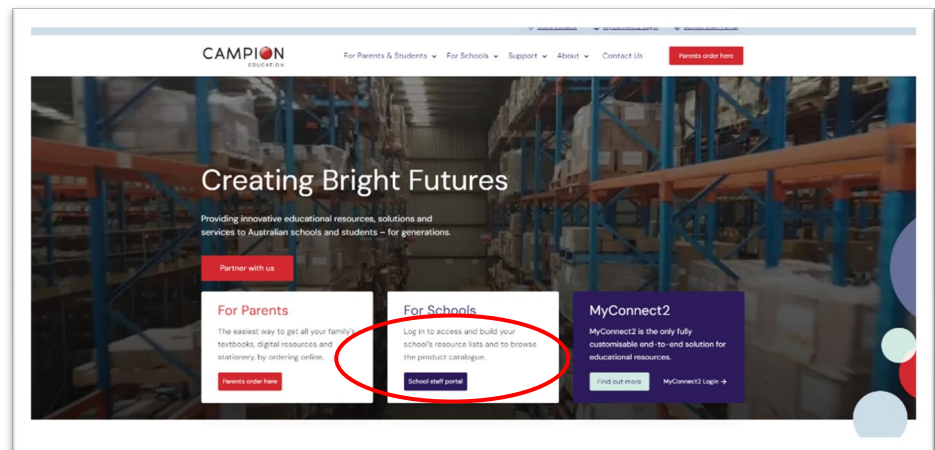 CAMPION
EDUCATION
For Parents & Students For Schools Support About Contact Us
Parents order here
Creating Bright Futures
Providing innovative educational resources, solutions and
services to Australian schools and students – for generations.
Partner with us
For Parents
The easiest way to get all your family's
textbooks, digital resources and
stationery, by ordering online.
Parents order here
For Schools
Log in to access and build your
school's resource lists and to browse
the product catalogue.
School staff portal
MyConnect2
MyConnect2 is the only fully
customisable end-to-end solution for
educational resources.
Find out more MyConnect2 Login →